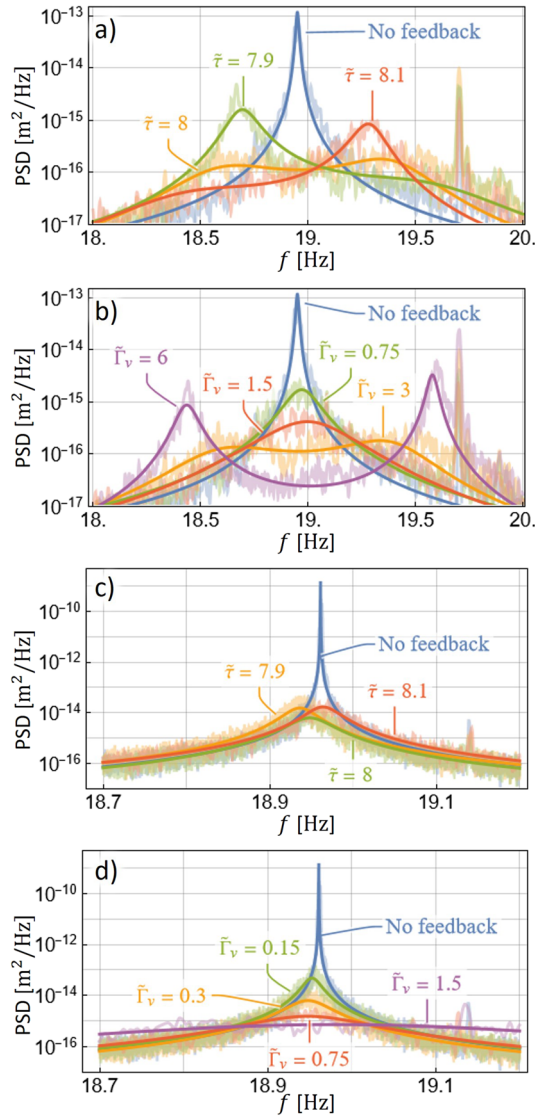 a)
No feedback
τ̃ = 7.9
τ̃ = 8.1
τ̃ = 8
PSD [m²/Hz]
10⁻¹³
10⁻¹⁴
10⁻¹⁵
10⁻¹⁶
10⁻¹⁷
18. 18.5 19. 19.5 20.
f [Hz]
b)
No feedback
Γ̃ᵥ = 6
Γ̃ᵥ = 0.75
Γ̃ᵥ = 1.5
Γ̃ᵥ = 3
PSD [m²/Hz]
10⁻¹³
10⁻¹⁴
10⁻¹⁵
10⁻¹⁶
10⁻¹⁷
18. 18.5 19. 19.5 20.
f [Hz]
c)
No feedback
τ̃ = 7.9
τ̃ = 8.1
τ̃ = 8
PSD [m²/Hz]
10⁻¹⁰
10⁻¹²
10⁻¹⁴
10⁻¹⁶
18.7 18.9 19.1
f [Hz]
d)
No feedback
Γ̃ᵥ = 0.15
Γ̃ᵥ = 0.3
Γ̃ᵥ = 1.5
Γ̃ᵥ = 0.75
PSD [m²/Hz]
10⁻¹⁰
10⁻¹²
10⁻¹⁴
10⁻¹⁶
18.7 18.9 19.1
f [Hz]